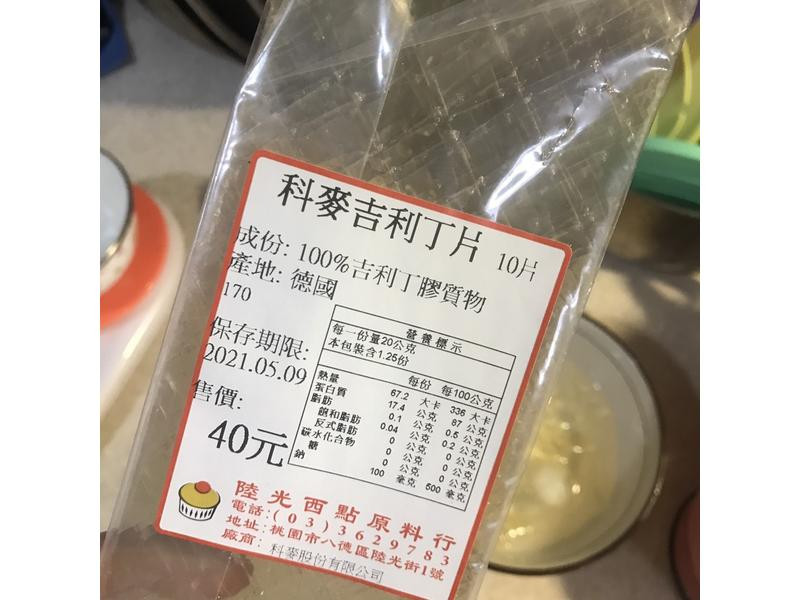 科麥吉利丁片 10片
成份: 100%吉利丁膠質物
產地: 德國
170
保存期限:
2021.05.09
售價:
40元
營養標示
每一份量20公克
本包裝含1.25份
每份 每100公克
熱量 67.2 大卡 336 大卡
蛋白質 17.4 公克 87 公克
脂肪 0.1 公克 0.5 公克
飽和脂肪 0.04 公克 0.2 公克
反式脂肪 0 公克 0 公克
碳水化合物 0 公克 0 公克
糖 0 公克 0 公克
鈉 100 毫克 500 毫克
陸光西點原料行
電話:(03)3629783
地址:桃園市八德區陸光街1號
廠商: 科麥股份有限公司